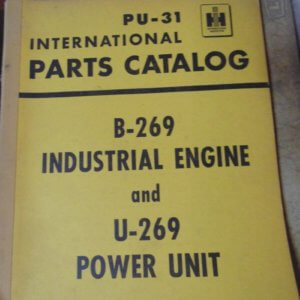 PU-31
INTERNATIONAL
PARTS CATALOG
B-269
INDUSTRIAL ENGINE
and
U-269
POWER UNIT